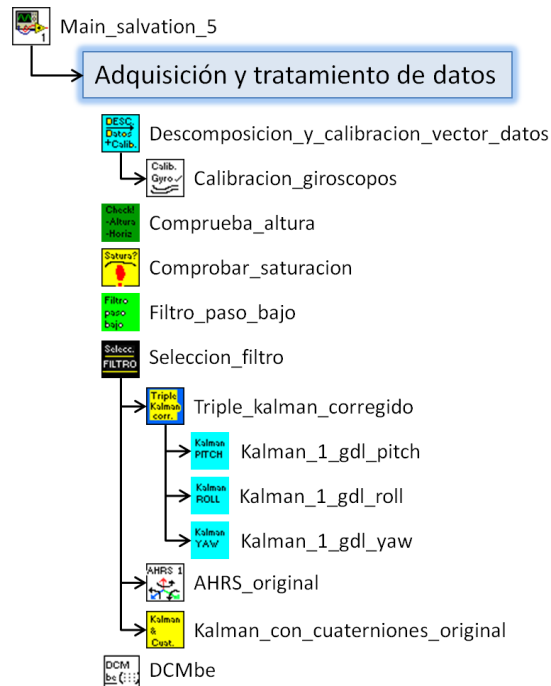 1
Main_salvation_5
Adquisición y tratamiento de datos
DESC.
Datos
+Calib.
Descomposicion_y_calibracion_vector_datos
Calib.
Gyro
Calibracion_giroscopos
Check!
-Altura
-Horiz
Comprueba_altura
Satura?
!
Comprobar_saturacion
Filtro
paso
bajo
Filtro_paso_bajo
Selecc.
FILTRO
Seleccion_filtro
Triple
Kalman
corr.
Triple_kalman_corregido
Kalman
PITCH
Kalman_1_gdl_pitch
Kalman
ROLL
Kalman_1_gdl_roll
Kalman
YAW
Kalman_1_gdl_yaw
AHRS 1
AHRS_original
Kalman
&
Cuat.
Kalman_con_cuaterniones_original
DCM
be(:::)
DCMbe